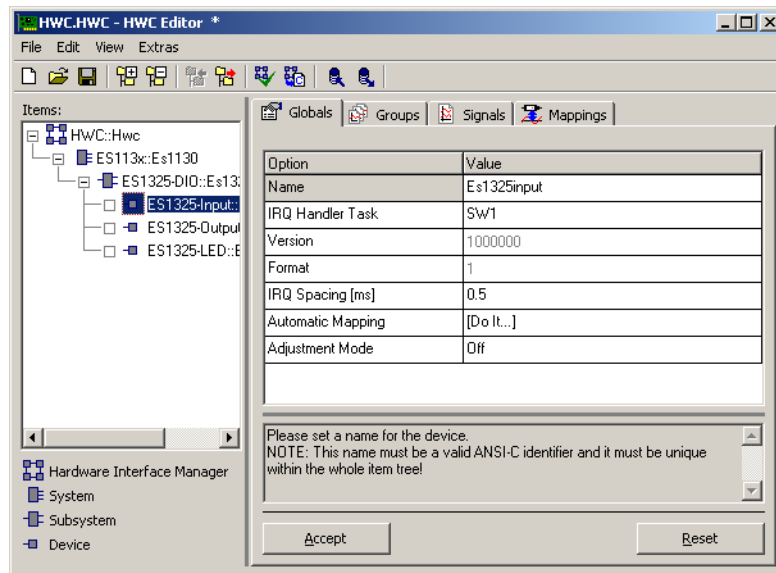 HWC.HWC - HWC Editor *
File Edit View Extras
Items:
HWC::Hwc
ES113x::Es1130
ES1325-DIO::Es13
ES1325-Input::
ES1325-Output
ES1325-LED::E
Hardware Interface Manager
System
Subsystem
Device
Globals Groups Signals Mappings
Option Value
Name Es1325input
IRQ Handler Task SW1
Version 1000000
Format 1
IRQ Spacing [ms] 0.5
Automatic Mapping [Do It...]
Adjustment Mode Off
Please set a name for the device.
NOTE: This name must be a valid ANSI-C identifier and it must be unique
within the whole item tree!
Accept Reset